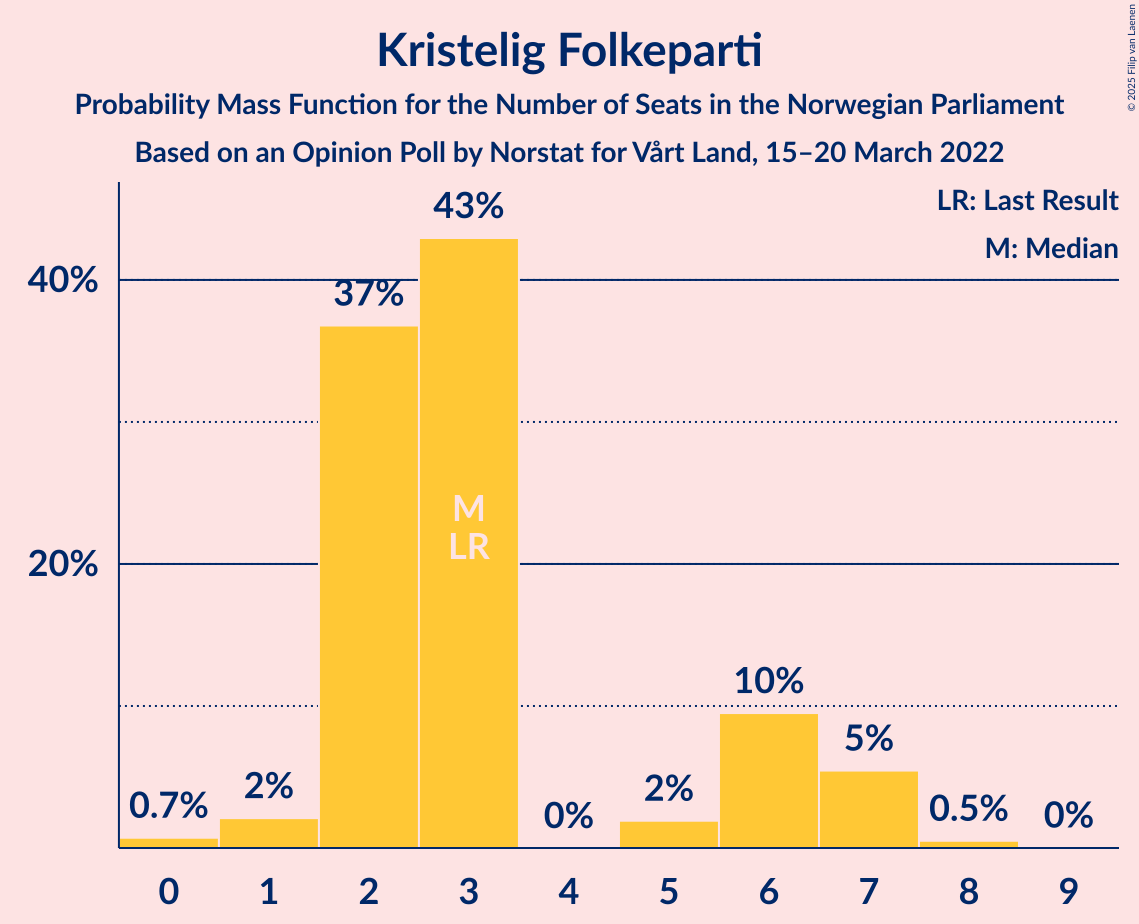 Kristelig Folkeparti
Probability Mass Function for the Number of Seats in the Norwegian Parliament
Based on an Opinion Poll by Norstat for Vårt Land, 15–20 March 2022
© 2025 Filip van Laenen
LR: Last Result
M: Median
43%
40%
37%
M
LR
20%
10%
5%
2%
2%
0.7%
0%
0.5%
0%
0 1 2 3 4 5 6 7 8 9